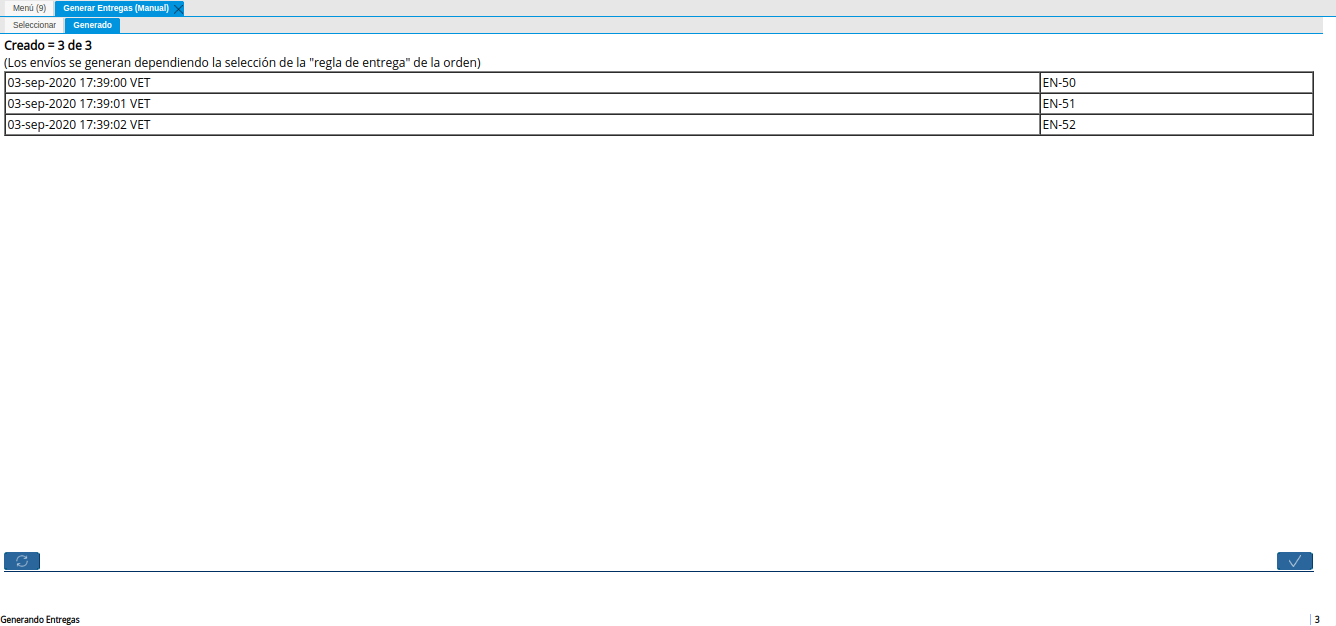 Menú (9) Generar Entregas (Manual)
Seleccionar Generado
Creado = 3 de 3
(Los envíos se generan dependiendo la selección de la "regla de entrega" de la orden)
03-sep-2020 17:39:00 VET EN-50
03-sep-2020 17:39:01 VET EN-51
03-sep-2020 17:39:02 VET EN-52
Generando Entregas 3